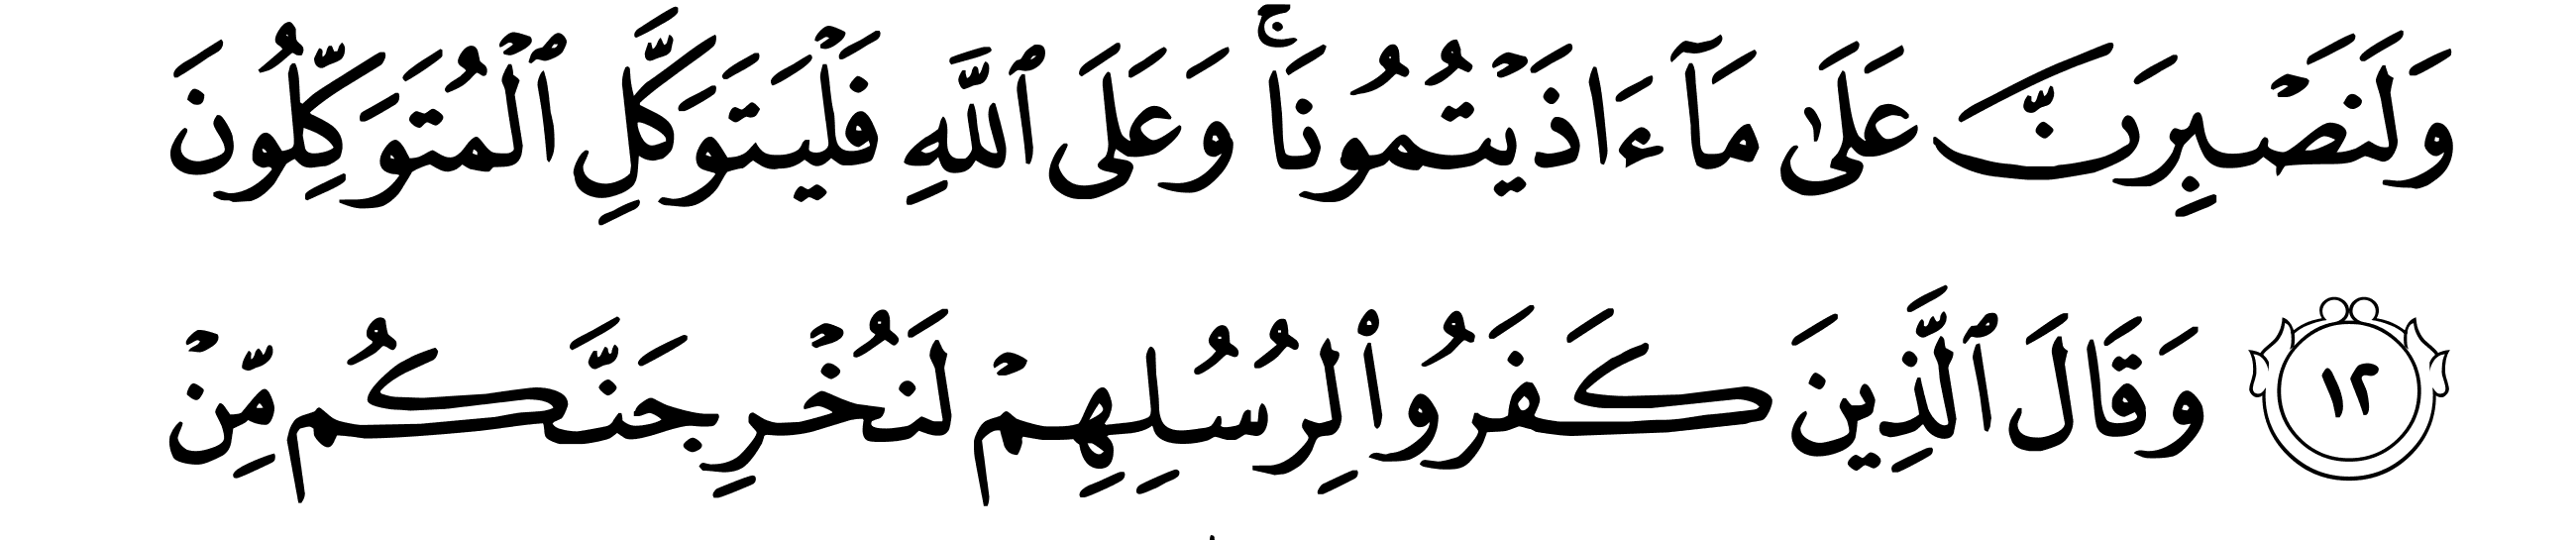 وَلَنَصۡبِرَنَّ عَلَىٰ مَآ ءَاذَيۡتُمُونَاۚ وَعَلَى ٱللَّهِ فَلۡيَتَوَكَّلِ ٱلۡمُتَوَكِّلُونَ
١٢ وَقَالَ ٱلَّذِينَ كَفَرُواْ لِرُسُلِهِمۡ لَنُخۡرِجَنَّكُم مِّنۡ